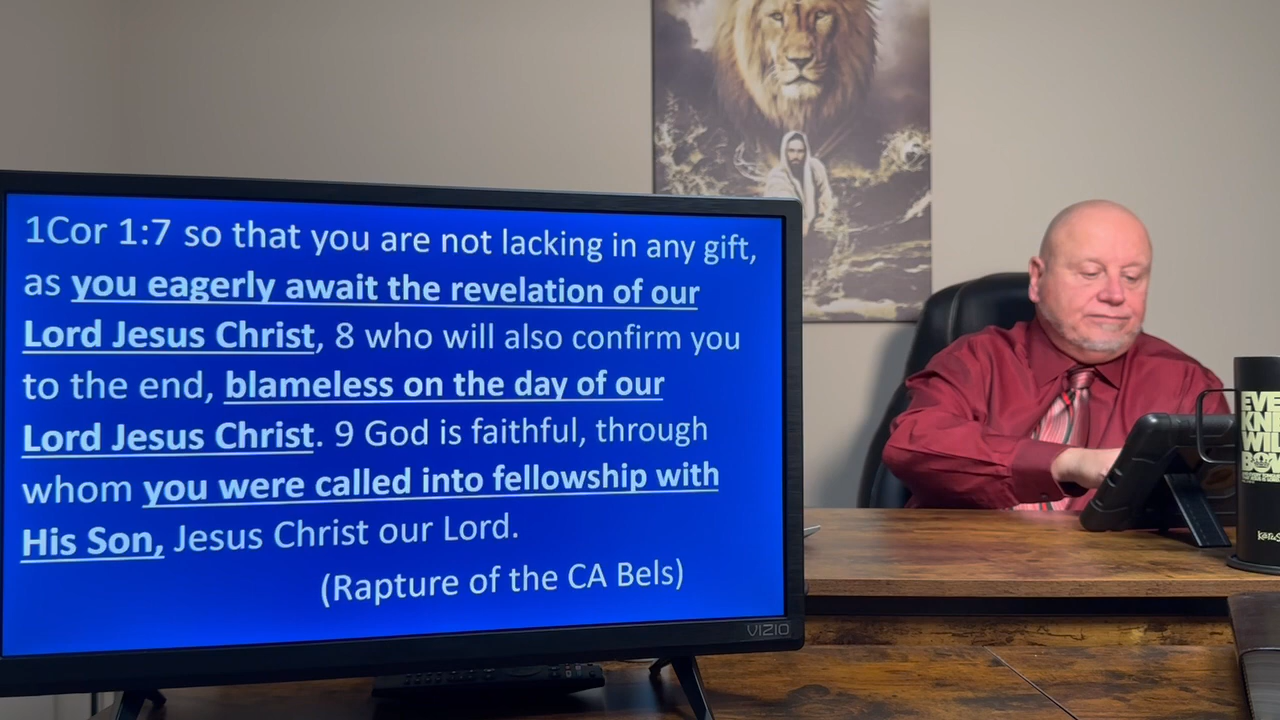 1Cor 1:7 so that you are not lacking in any gift,
as you eagerly await the revelation of our
Lord Jesus Christ, 8 who will also confirm you
to the end, blameless on the day of our
Lord Jesus Christ. 9 God is faithful, through
whom you were called into fellowship with
His Son, Jesus Christ our Lord.
(Rapture of the CA Bels)
VIZIO